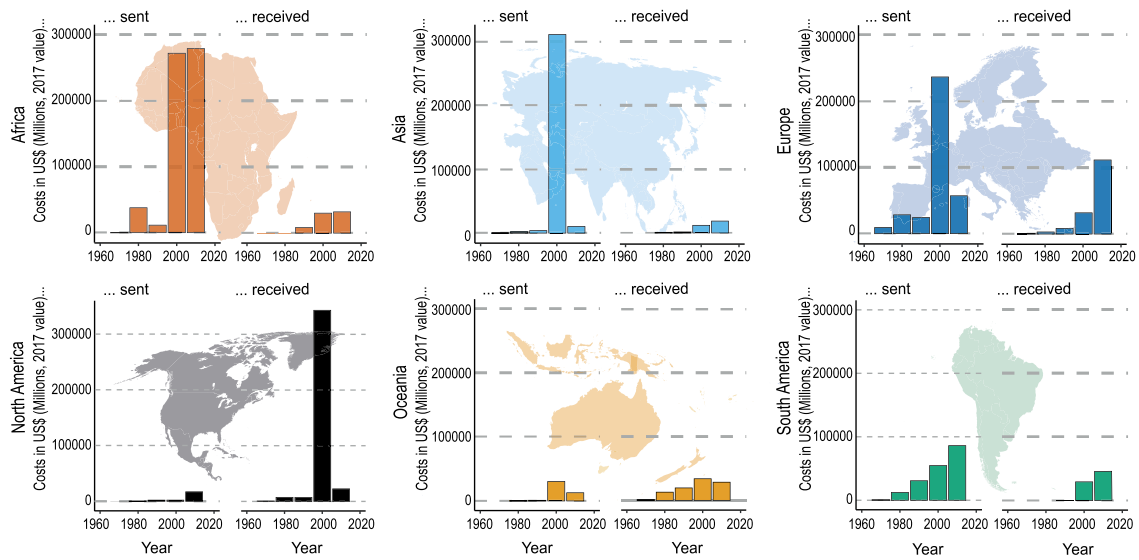 ... sent ... received
Africa
Costs in US$ (Millions, 2017 value)...
300000
200000
100000
0
1960 1980 2000 2020 1960 1980 2000 2020
... sent ... received
Asia
Costs in US$ (Millions, 2017 value)...
300000
200000
100000
0
1960 1980 2000 2020 1960 1980 2000 2020
... sent ... received
Europe
Costs in US$ (Millions, 2017 value)...
300000
200000
100000
0
1960 1980 2000 2020 1960 1980 2000 2020
... sent ... received
North America
Costs in US$ (Millions, 2017 value)...
300000
200000
100000
0
1960 1980 2000 2020 1960 1980 2000 2020
Year Year
... sent ... received
Oceania
Costs in US$ (Millions, 2017 value)...
300000
200000
100000
0
1960 1980 2000 2020 1960 1980 2000 2020
Year Year
... sent ... received
South America
Costs in US$ (Millions, 2017 value)...
300000
200000
100000
0
1960 1980 2000 2020 1960 1980 2000 2020
Year Year